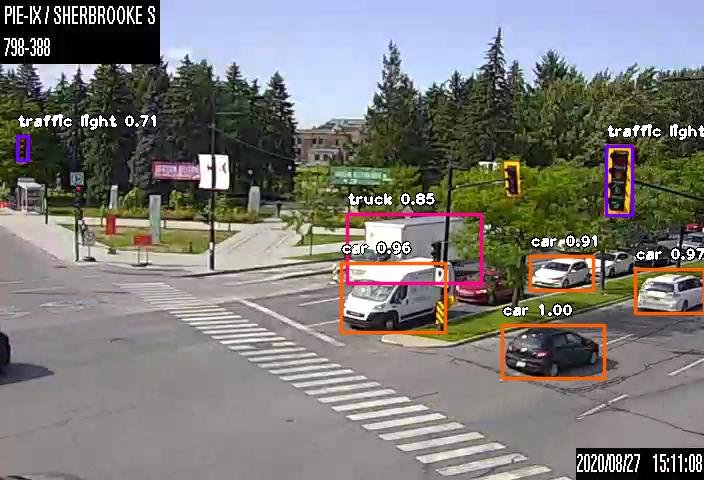 PIE-IX / SHERBROOKE S
798-388
traffic light 0.71
traffic light
truck 0.85
car 0.96
car 0.91
car 0.97
car 1.00
2020/08/27 15:11:08